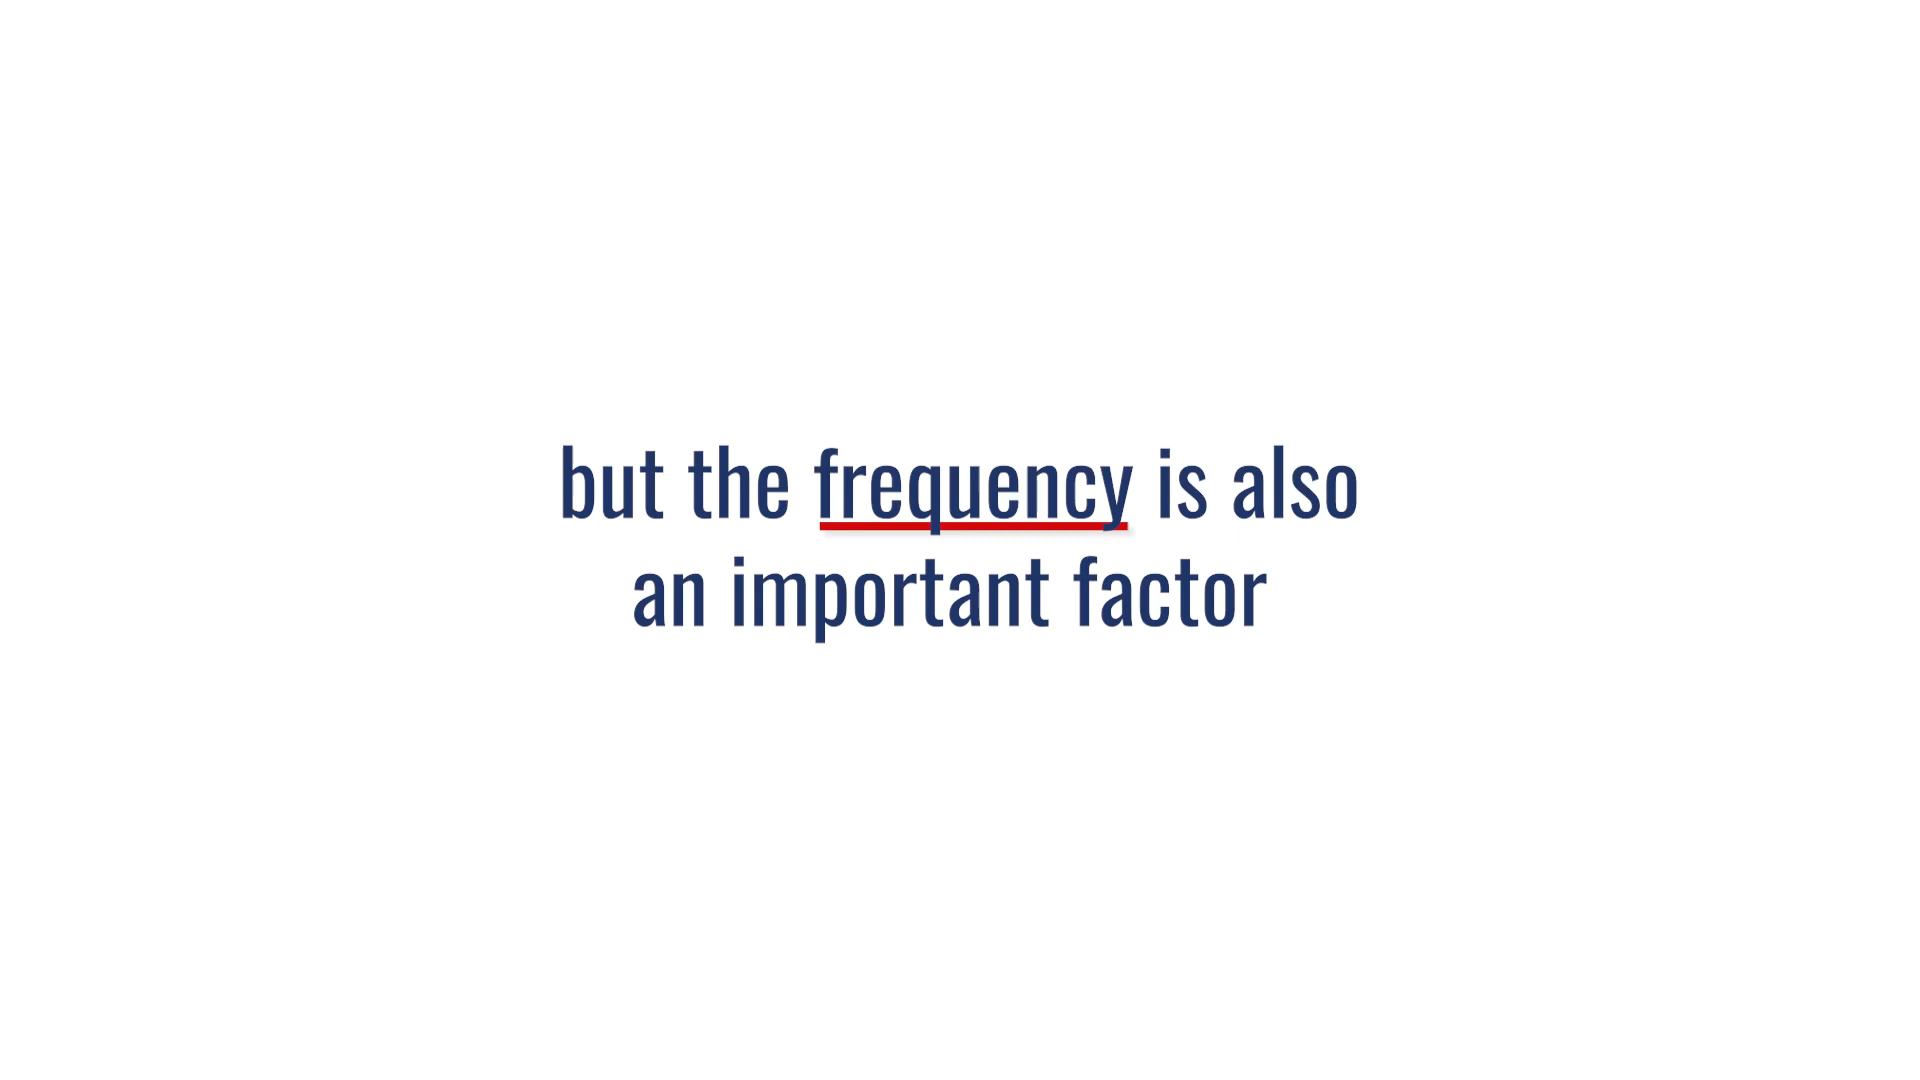 but the frequency is also
an important factor